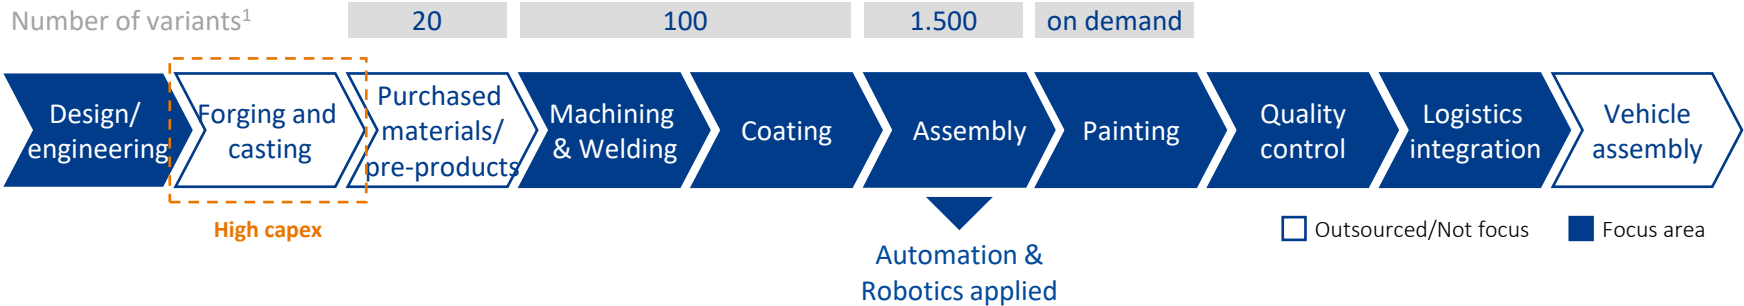 Number of variants1
20
100
1.500
on demand
Design/
engineering
Forging and
casting
Purchased
materials/
pre-products
Machining
& Welding
Coating
Assembly
Painting
Quality
control
Logistics
integration
Vehicle
assembly
High capex
Automation &
Robotics applied
Outsourced/Not focus
Focus area